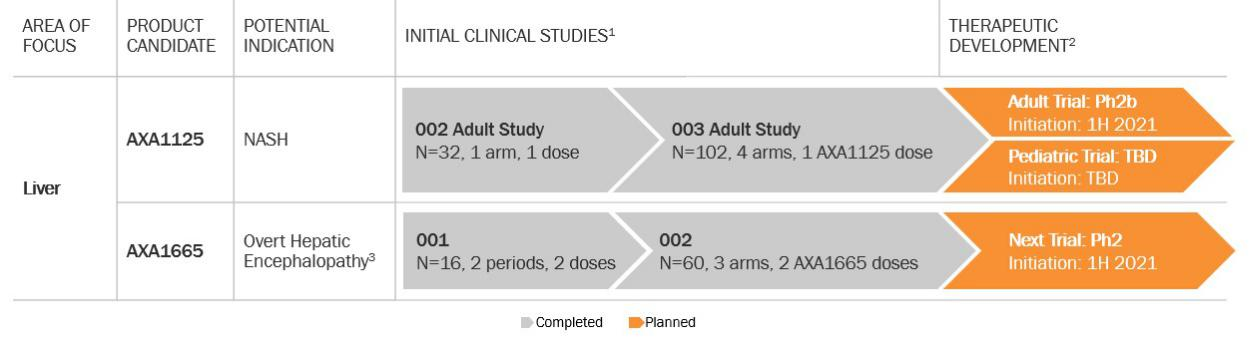 AREA OF
FOCUS
PRODUCT
CANDIDATE
POTENTIAL
INDICATION
INITIAL CLINICAL STUDIES¹
THERAPEUTIC
DEVELOPMENT²
Liver
AXA1125
NASH
002 Adult Study
N=32, 1 arm, 1 dose
003 Adult Study
N=102, 4 arms, 1 AXA1125 dose
Adult Trial: Ph2b
Initiation: 1H 2021
Pediatric Trial: TBD
Initiation: TBD
AXA1665
Overt Hepatic
Encephalopathy³
001
N=16, 2 periods, 2 doses
002
N=60, 3 arms, 2 AXA1665 doses
Next Trial: Ph2
Initiation: 1H 2021
Completed
Planned